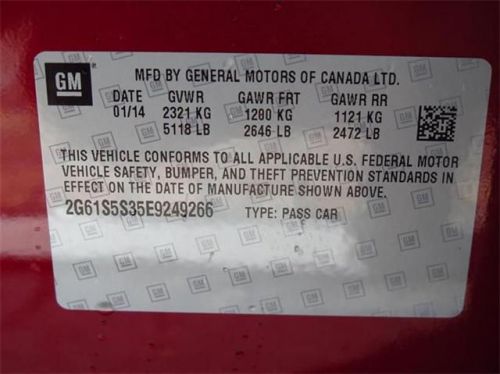 GM MFD BY GENERAL MOTORS OF CANADA LTD.
DATE GVWR GAWR FRT GAWR RR
01/14 2321 KG 1200 KG 1121 KG
5118 LB 2646 LB 2472 LB
THIS VEHICLE CONFORMS TO ALL APPLICABLE U.S. FEDERAL MOTOR
VEHICLE SAFETY, BUMPER, AND THEFT PREVENTION STANDARDS IN
EFFECT ON THE DATE OF MANUFACTURE SHOWN ABOVE.
2G61S5S35E9249266 TYPE: PASS CAR